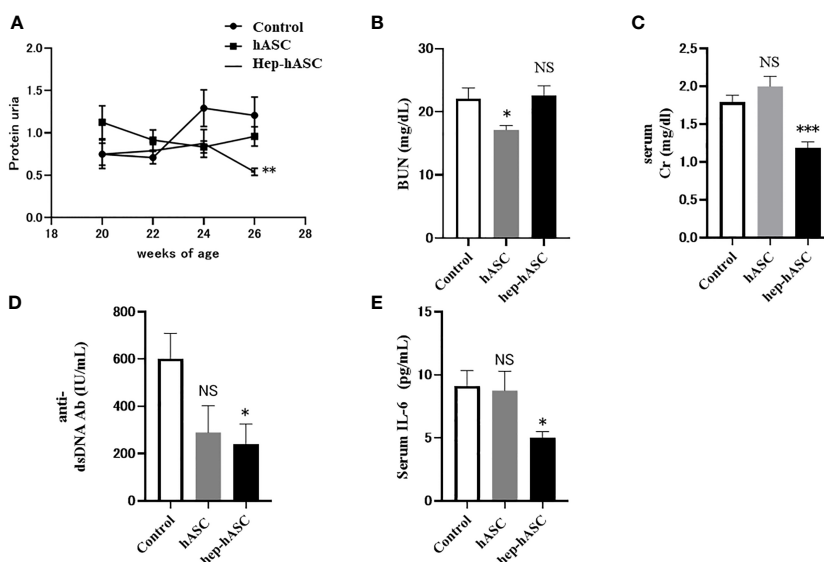 A
Control
hASC
Hep-hASC
2.0
1.5
1.0
0.5
0.0
Protein uria
**
18 20 22 24 26 28
weeks of age
B
30
20
10
0
BUN (mg/dL)
*
NS
Control hASC hep-hASC
C
2.5
2.0
1.5
1.0
0.5
0.0
serum
Cr (mg/dl)
NS
***
Control hASC hep-hASC
D
800
600
400
200
0
anti-
dsDNA Ab (IU/mL)
NS
*
Control hASC hep-hASC
E
15
10
5
0
Serum IL-6 (pg/mL)
NS
*
Control hASC hep-hASC